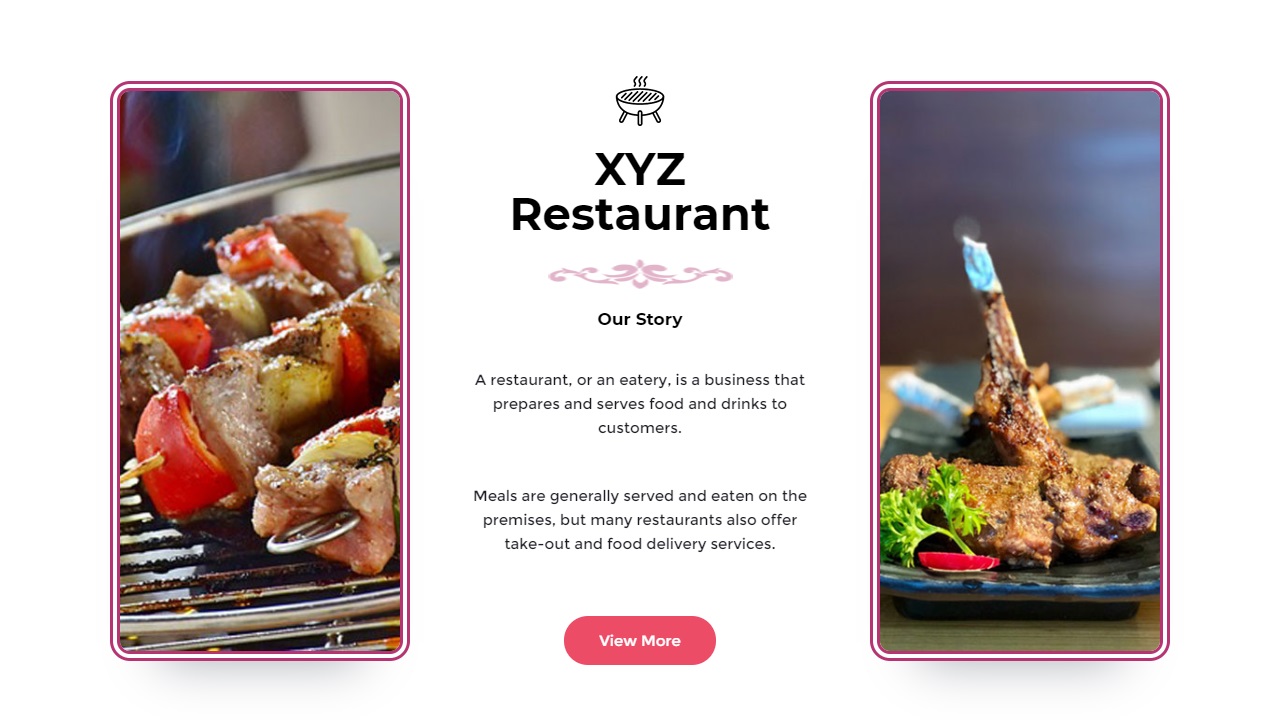 XYZ
Restaurant
Our Story
A restaurant, or an eatery, is a business that
prepares and serves food and drinks to
customers.
Meals are generally served and eaten on the
premises, but many restaurants also offer
take-out and food delivery services.
View More